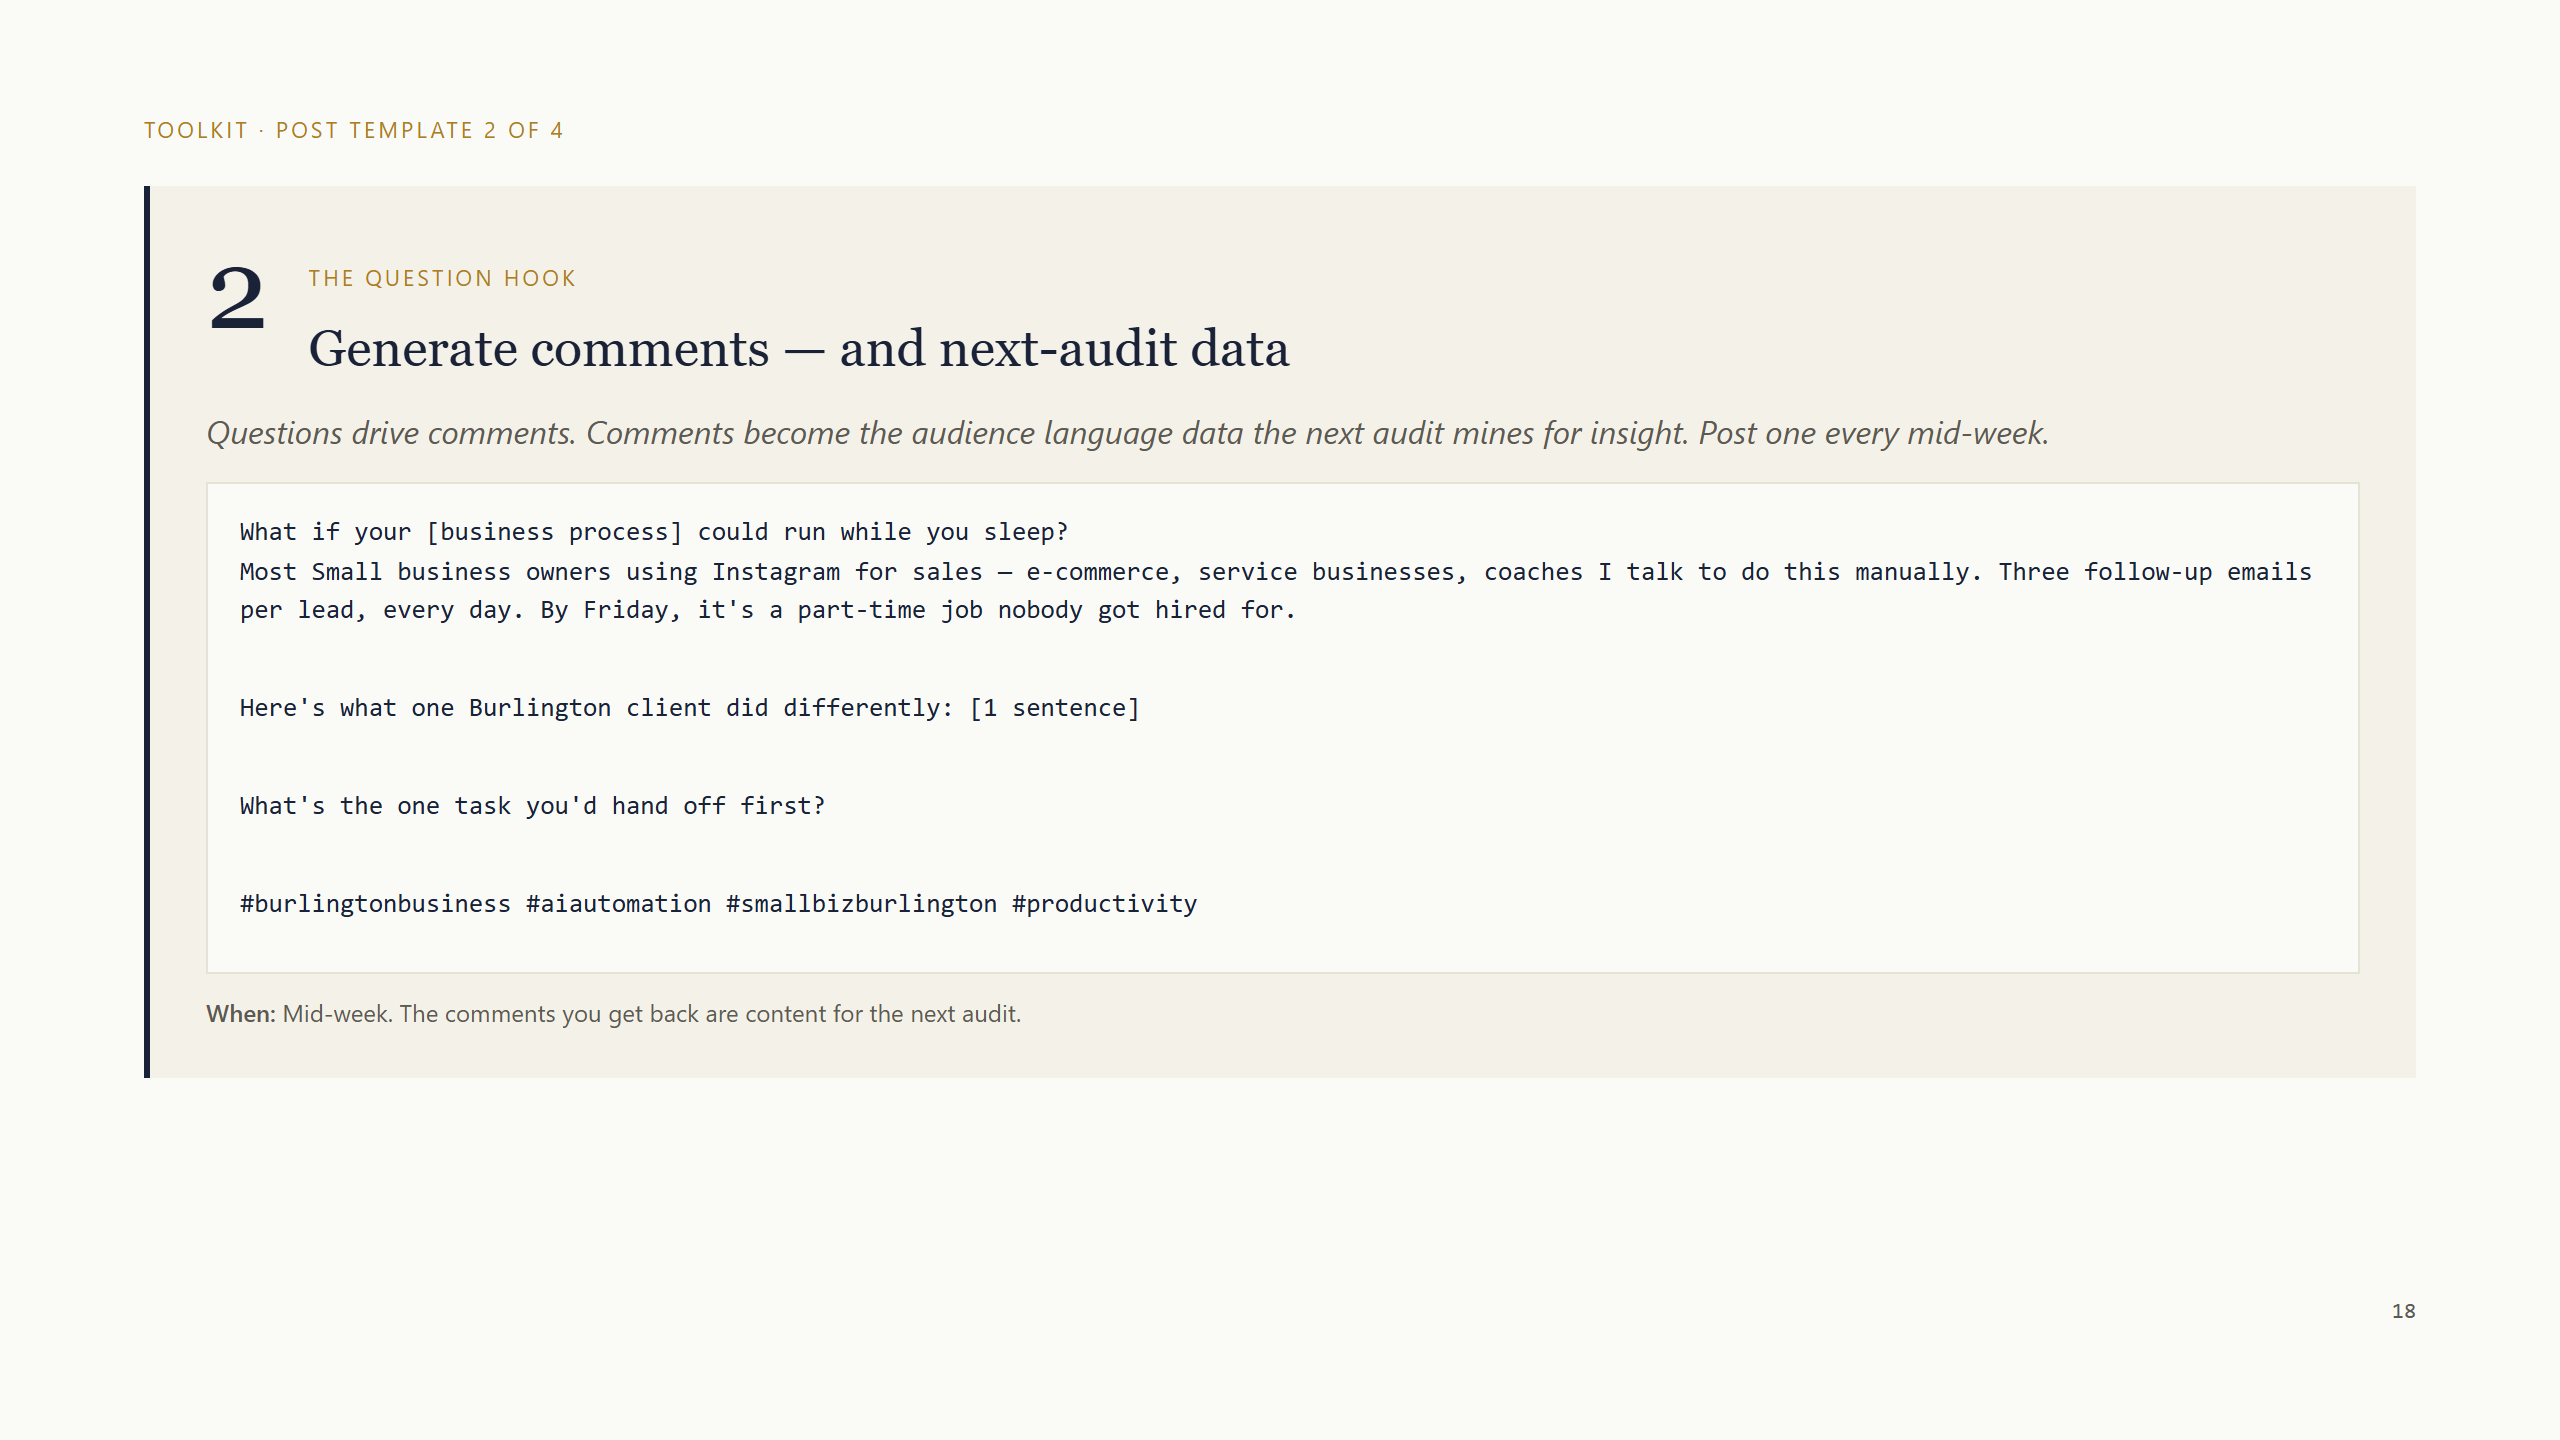 TOOLKIT · POST TEMPLATE 2 OF 4
2
THE QUESTION HOOK
Generate comments — and next-audit data
Questions drive comments. Comments become the audience language data the next audit mines for insight. Post one every mid-week.
What if your [business process] could run while you sleep?
Most Small business owners using Instagram for sales — e-commerce, service businesses, coaches I talk to do this manually. Three follow-up emails
per lead, every day. By Friday, it's a part-time job nobody got hired for.
Here's what one Burlington client did differently: [1 sentence]
What's the one task you'd hand off first?
#burlingtonbusiness #aiautomation #smallbizburlington #productivity
When: Mid-week. The comments you get back are content for the next audit.
18